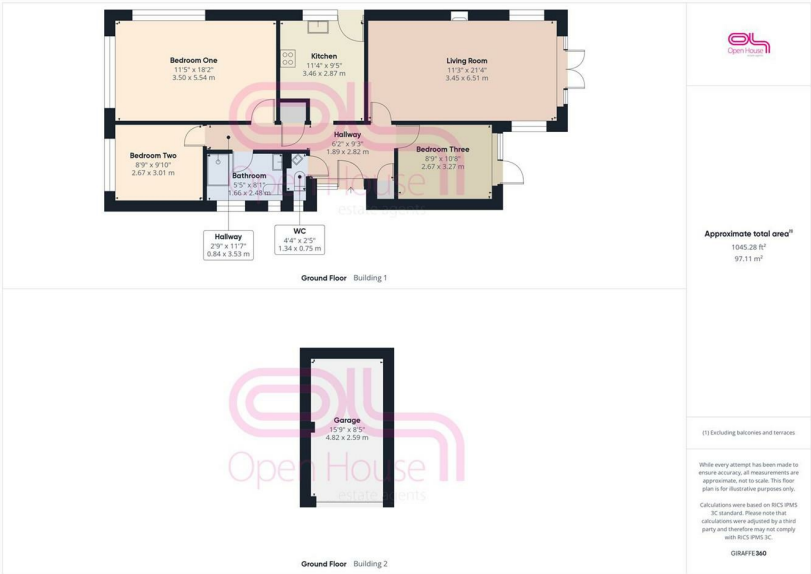 Bedroom One
11'5" x 18'2"
3.50 x 5.54 m
Kitchen
11'4" x 9'5"
3.46 x 2.87 m
Living Room
11'3" x 21'4"
3.45 x 6.51 m
Hallway
6'2" x 9'3"
1.89 x 2.82 m
Bedroom Two
8'9" x 9'10"
2.67 x 3.01 m
Bathroom
5'5" x 8'1"
1.66 x 2.48 m
Bedroom Three
8'9" x 10'8"
2.67 x 3.27 m
Open House
estate agents
Hallway
2'9" x 11'7"
0.84 x 3.53 m
WC
4'4" x 2'5"
1.34 x 0.75 m
Ground Floor Building 1
Garage
15'9" x 8'5"
4.82 x 2.59 m
Open House
estate agents
Ground Floor Building 2
Open House
Approximate total area⁽¹⁾
1045.28 ft²
97.11 m²
(1) Excluding balconies and terraces
While every attempt has been made to
ensure accuracy, all measurements are
approximate, not to scale. This floor
plan is for illustrative purposes only.
Calculations were based on RICS IPMS
3C standard. Please note that
calculations were adjusted by a third
party and therefore may not comply
with RICS IPMS 3C.
GIRAFFE360